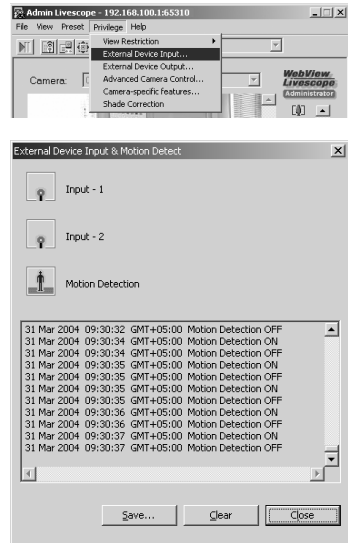 Admin Livescope - 192.168.100.1:65310
File View Preset Privilege Help
View Restriction
External Device Input...
External Device Output...
Advanced Camera Control...
Camera-specific features...
Shade Correction
Camera:
WebView
Livescope
Administrator
External Device Input & Motion Detect
Input - 1
Input - 2
Motion Detection
31 Mar 2004 09:30:32 GMT+05:00 Motion Detection OFF
31 Mar 2004 09:30:34 GMT+05:00 Motion Detection ON
31 Mar 2004 09:30:34 GMT+05:00 Motion Detection OFF
31 Mar 2004 09:30:35 GMT+05:00 Motion Detection ON
31 Mar 2004 09:30:35 GMT+05:00 Motion Detection OFF
31 Mar 2004 09:30:35 GMT+05:00 Motion Detection ON
31 Mar 2004 09:30:35 GMT+05:00 Motion Detection OFF
31 Mar 2004 09:30:36 GMT+05:00 Motion Detection ON
31 Mar 2004 09:30:36 GMT+05:00 Motion Detection OFF
31 Mar 2004 09:30:37 GMT+05:00 Motion Detection ON
31 Mar 2004 09:30:37 GMT+05:00 Motion Detection OFF
Save... Clear Close